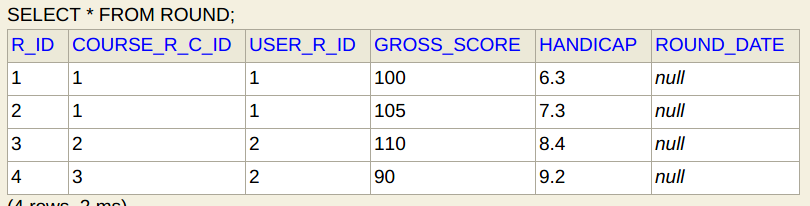 SELECT * FROM ROUND;
R_ID COURSE_R_C_ID USER_R_ID GROSS_SCORE HANDICAP ROUND_DATE
1 1 1 100 6.3 null
2 1 1 105 7.3 null
3 2 2 110 8.4 null
4 3 2 90 9.2 null
(4 rows, 2 ms)